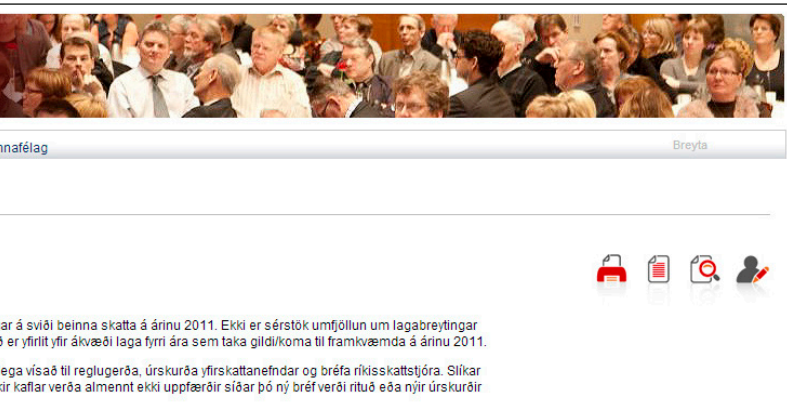 nnafélag
Breyta
ar á sviði beinna skatta á árinu 2011. Ekki er sérstök umfjöllun um lagabreytingar
ð er yfirlit yfir ákvæði laga fyrri ára sem taka gildi/koma til framkvæmda á árinu 2011.
ega vísað til reglugerða, úrskurða yfirskattanefndar og bréfa ríkisskattstjóra. Slíkar
kir kaflar verða almennt ekki uppfærðir síðar þó ný bréf verði rituð eða nýir úrskurðir